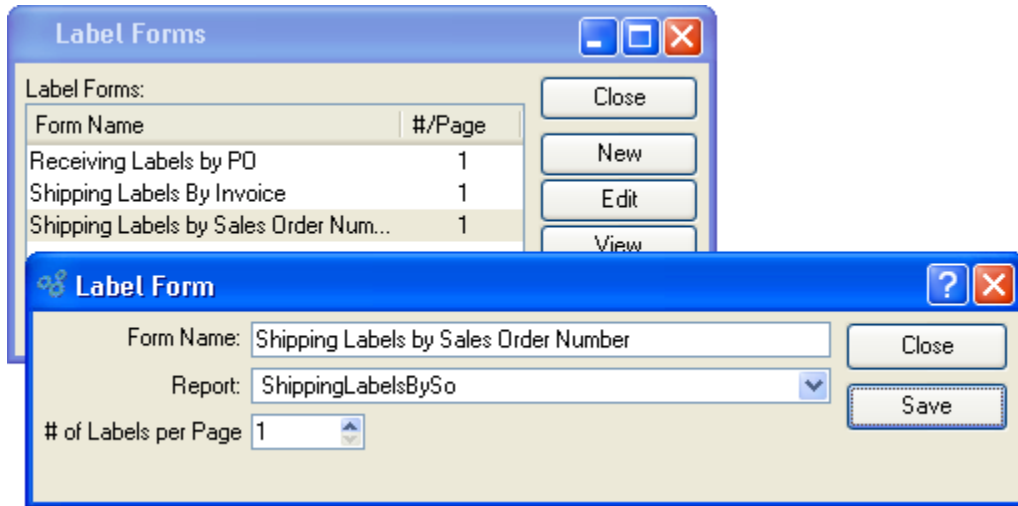 Label Forms
Label Forms:
Close
Form Name #/Page
New
Receiving Labels by PO 1
Shipping Labels By Invoice 1
Edit
Shipping Labels by Sales Order Num... 1
View
Label Form
?
Form Name: Shipping Labels by Sales Order Number
Close
Report: ShippingLabelsBySo
Save
# of Labels per Page 1